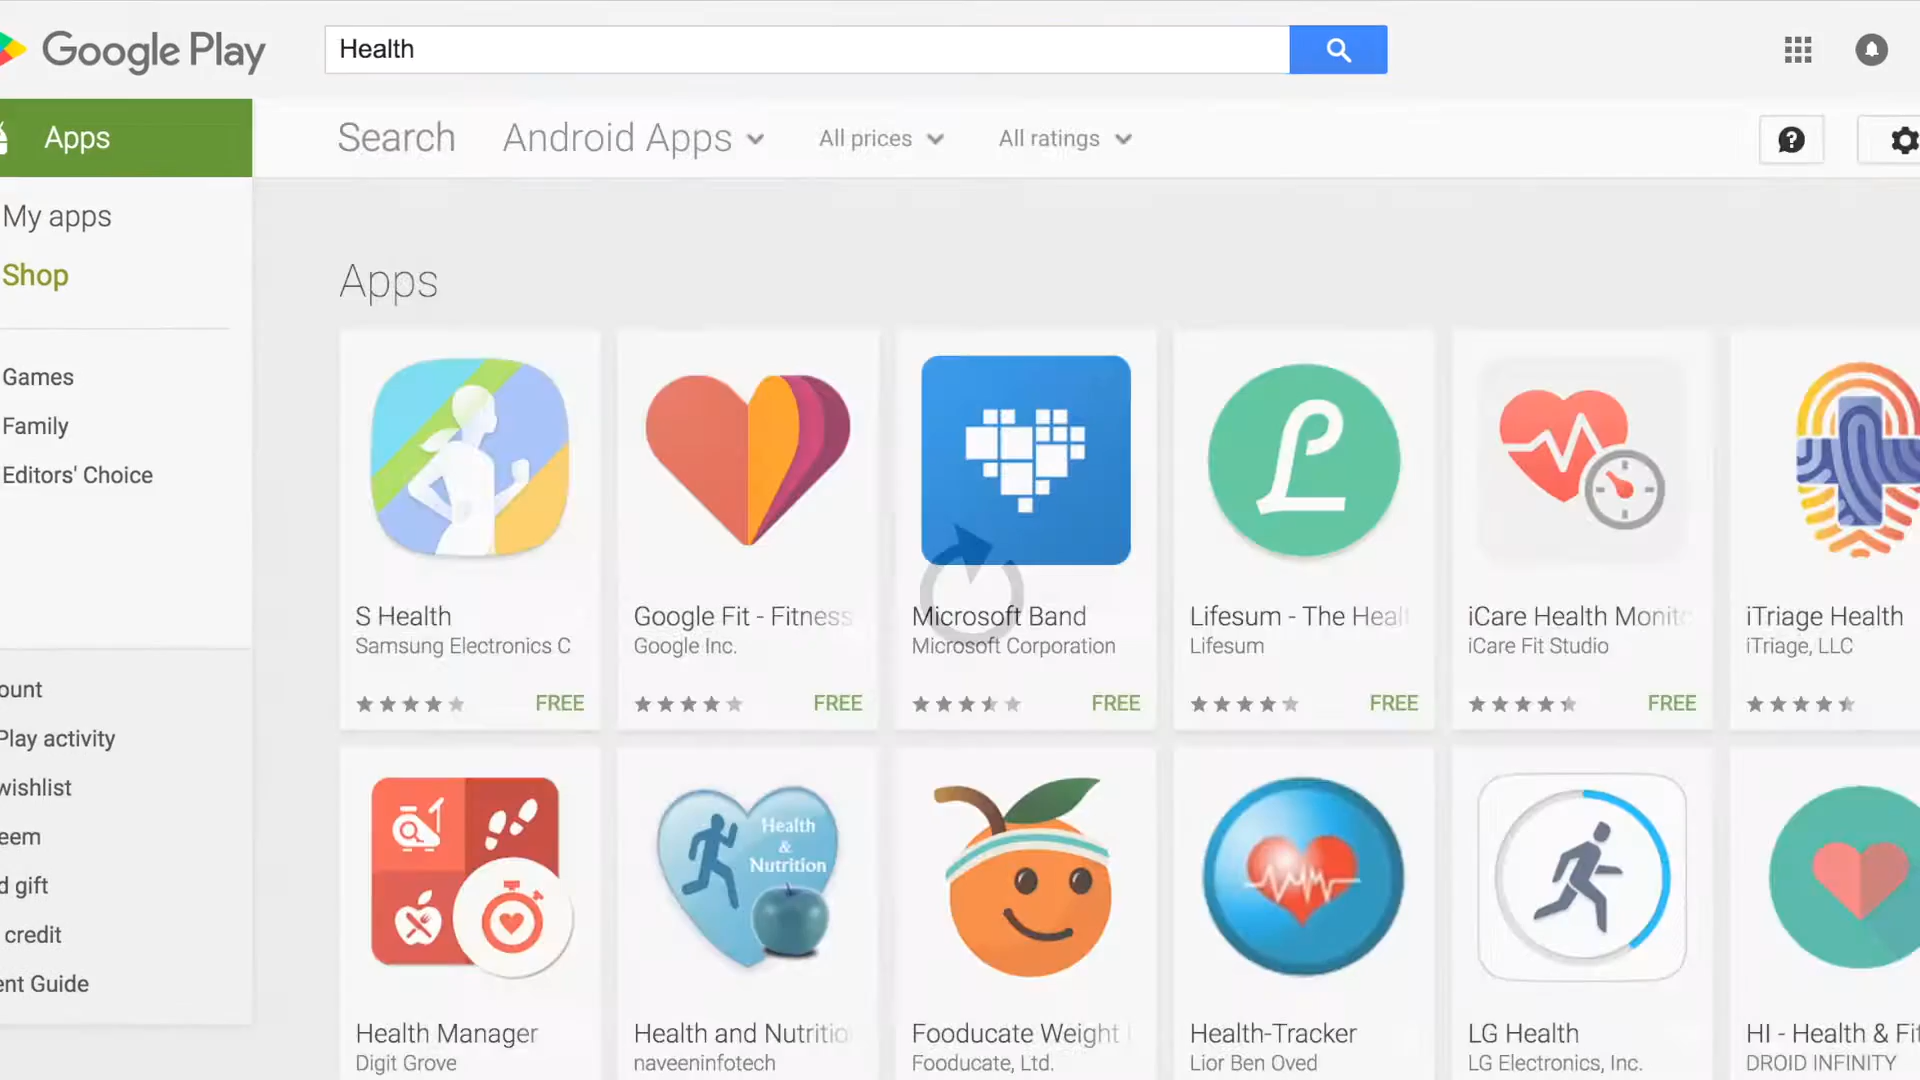 Google Play
Health
Apps
Search
Android Apps
All prices
All ratings
My apps
Shop
Games
Family
Editors' Choice
ount
Play activity
wishlist
eem
d gift
credit
ent Guide
Apps
S Health
Samsung Electronics C
FREE
Google Fit - Fitness
Google Inc.
FREE
Microsoft Band
Microsoft Corporation
FREE
L
Lifesum - The Healt
Lifesum
FREE
iCare Health Monito
iCare Fit Studio
FREE
iTriage Health
iTriage, LLC
Health Manager
Digit Grove
Health
&
Nutrition
Health and Nutritio
naveeninfotech
Fooducate Weight
Fooducate, Ltd.
Health-Tracker
Lior Ben Oved
LG Health
LG Electronics, Inc.
HI - Health & Fit
DROID INFINITY